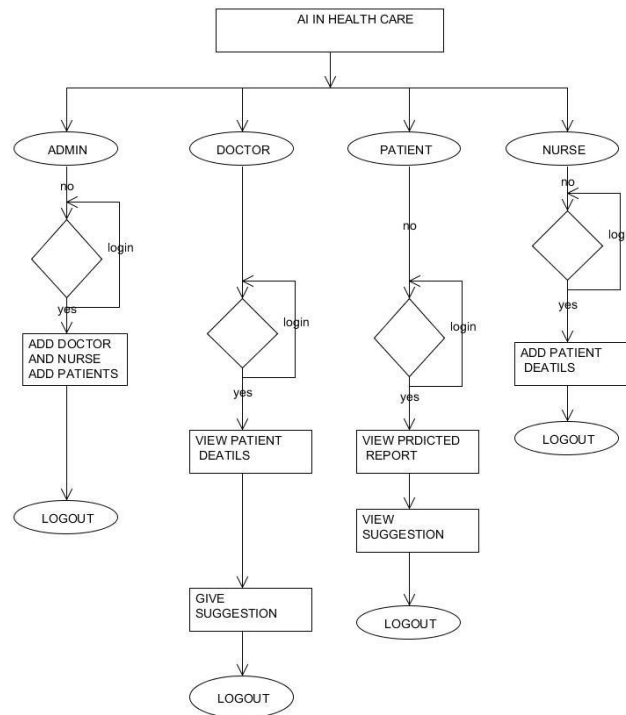 AI IN HEALTH CARE
ADMIN
DOCTOR
PATIENT
NURSE
no
no
no
login
log
login
login
yes
yes
yes
yes
ADD DOCTOR
AND NURSE
ADD PATIENTS
ADD PATIENT
DEATILS
VIEW PATIENT
DEATILS
VIEW PRDICTED
REPORT
LOGOUT
LOGOUT
VIEW
SUGGESTION
GIVE
SUGGESTION
LOGOUT
LOGOUT